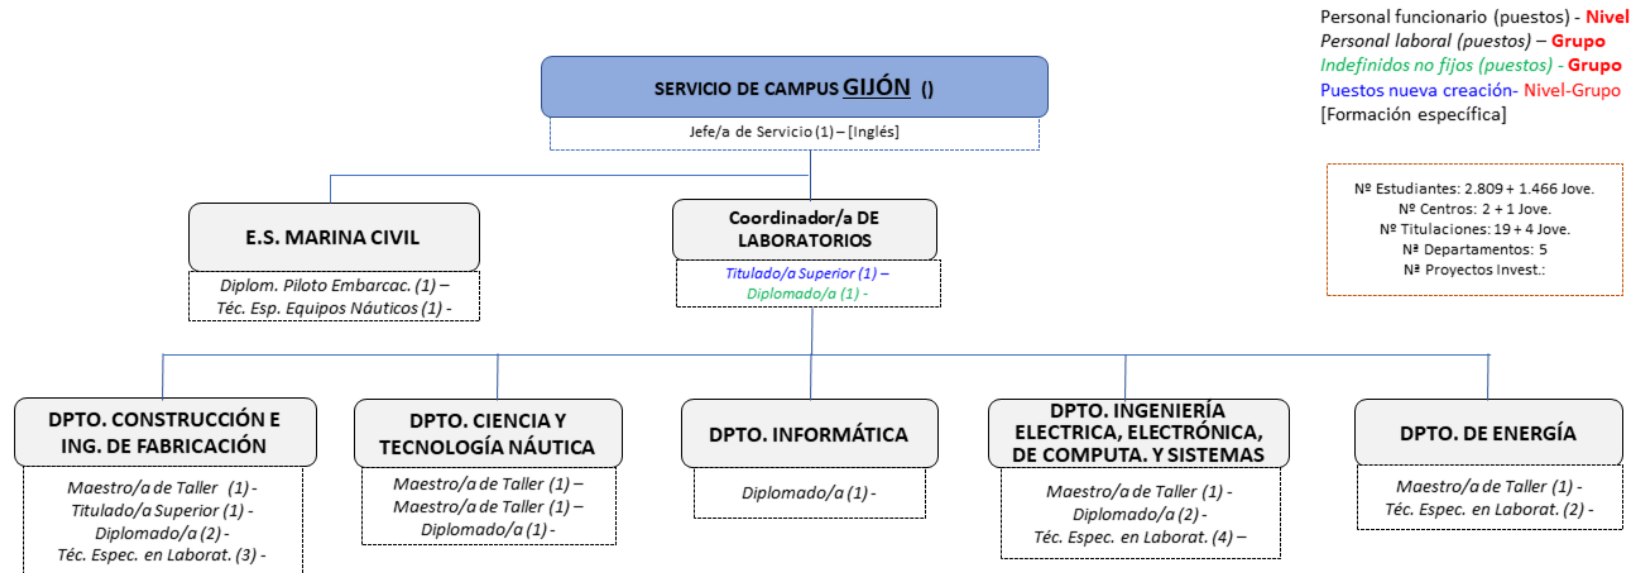 Personal funcionario (puestos) - Nivel
Personal laboral (puestos) – Grupo
Indefinidos no fijos (puestos) - Grupo
Puestos nueva creación- Nivel-Grupo
[Formación específica]
SERVICIO DE CAMPUS GIJÓN ()
Jefe/a de Servicio (1) – [Inglés]
Nº Estudiantes: 2.809 + 1.466 Jove.
Nº Centros: 2 + 1 Jove.
Nº Titulaciones: 19 + 4 Jove.
Nª Departamentos: 5
Nª Proyectos Invest.:
E.S. MARINA CIVIL
Diplom. Piloto Embarcac. (1) –
Téc. Esp. Equipos Náuticos (1) -
Coordinador/a DE
LABORATORIOS
Titulado/a Superior (1) –
Diplomado/a (1) -
DPTO. CONSTRUCCIÓN E
ING. DE FABRICACIÓN
Maestro/a de Taller (1) -
Titulado/a Superior (1) -
Diplomado/a (2) -
Téc. Espec. en Laborat. (3) -
DPTO. CIENCIA Y
TECNOLOGÍA NÁUTICA
Maestro/a de Taller (1) –
Maestro/a de Taller (1) –
Diplomado/a (1) -
DPTO. INFORMÁTICA
Diplomado/a (1) -
DPTO. INGENIERÍA
ELECTRICA, ELECTRÓNICA,
DE COMPUTA. Y SISTEMAS
Maestro/a de Taller (1) -
Diplomado/a (2) -
Téc. Espec. en Laborat. (4) –
DPTO. DE ENERGÍA
Maestro/a de Taller (1) -
Téc. Espec. en Laborat. (2) -